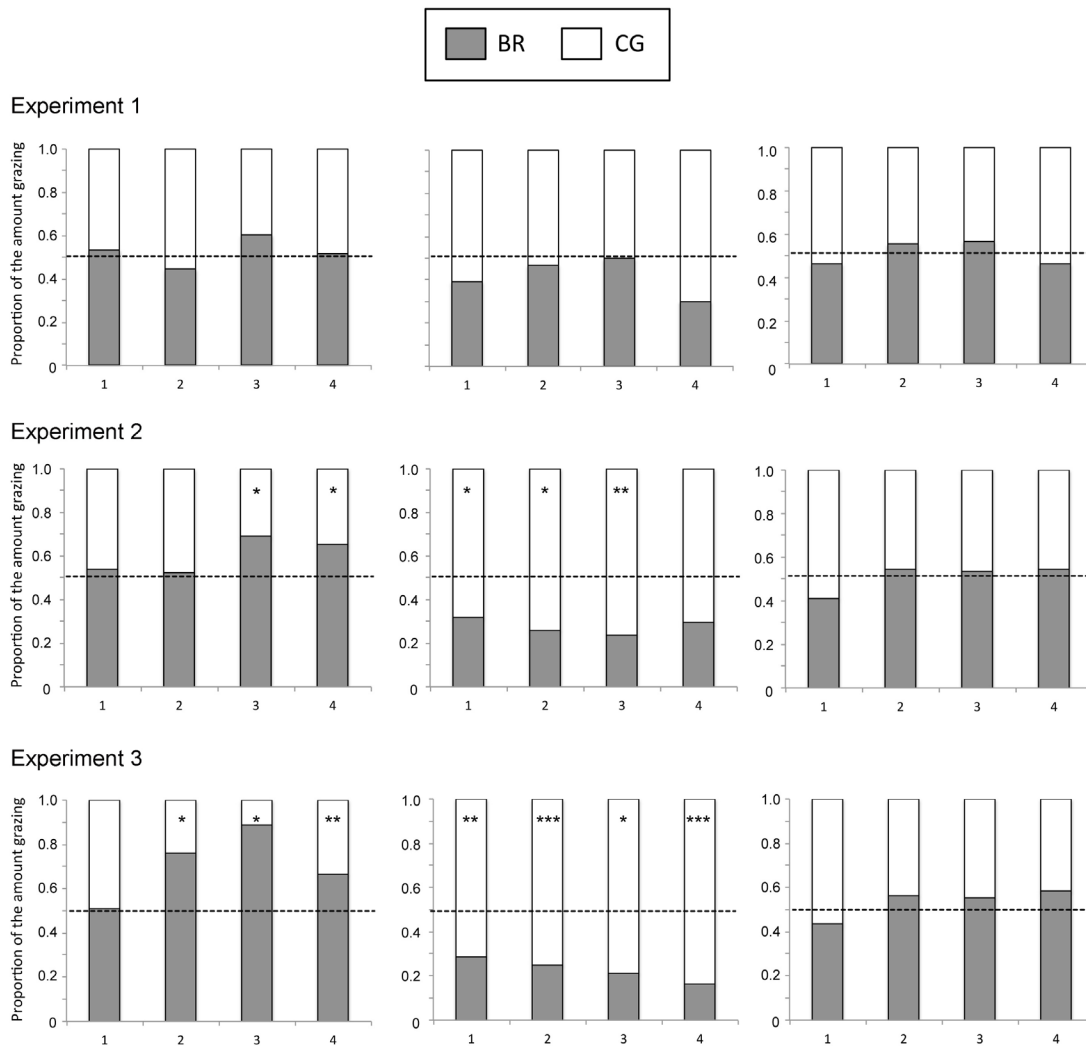 BR CG
Experiment 1
Proportion of the amount grazing
1.0 1.0 1.0
0.8 0.8 0.8
0.6 0.6 0.6
0.4 0.4 0.4
0.2 0.2 0.2
0 0 0
1 2 3 4 1 2 3 4 1 2 3 4
Experiment 2
Proportion of the amount grazing
1.0 1.0 1.0
* * * * **
0.8 0.8 0.8
0.6 0.6 0.6
0.4 0.4 0.4
0.2 0.2 0.2
0 0 0
1 2 3 4 1 2 3 4 1 2 3 4
Experiment 3
Proportion of the amount grazing
1.0 1.0 1.0
* * ** ** *** * ***
0.8 0.8 0.8
0.6 0.6 0.6
0.4 0.4 0.4
0.2 0.2 0.2
0 0 0
1 2 3 4 1 2 3 4 1 2 3 4